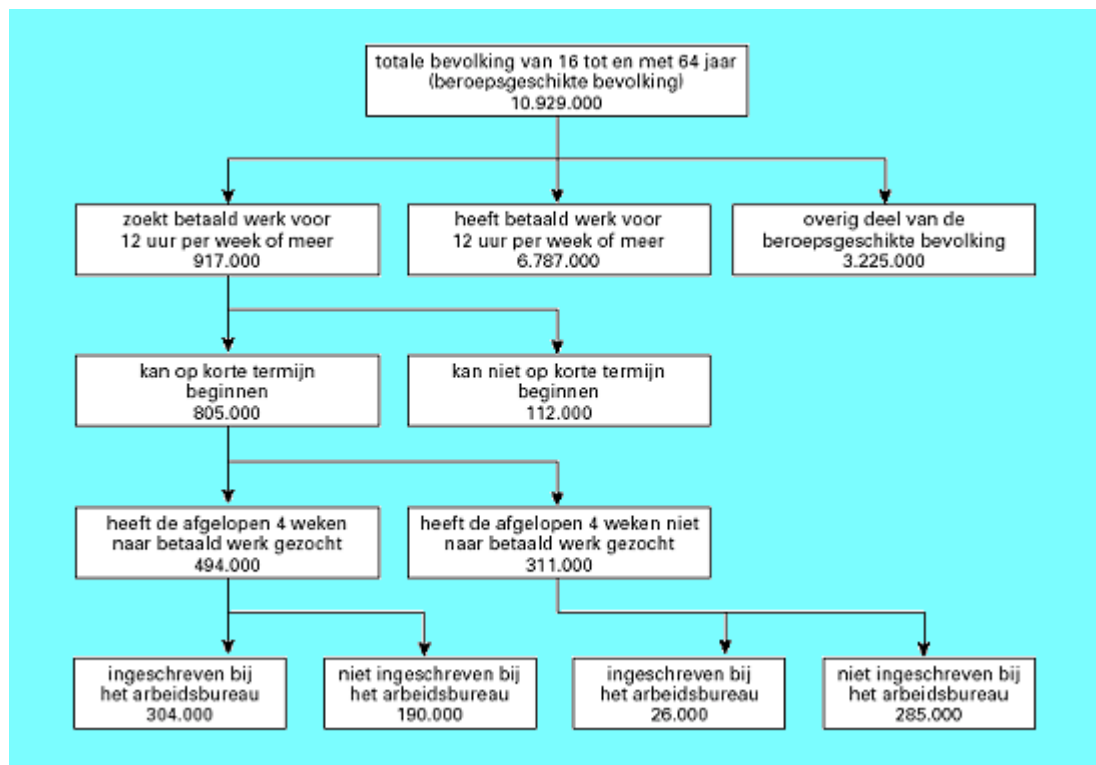 totale bevolking van 16 tot en met 64 jaar
(beroepsgeschikte bevolking)
10.929.000
zoekt betaald werk voor
12 uur per week of meer
917.000
heeft betaald werk voor
12 uur per week of meer
6.787.000
overig deel van de
beroepsgeschikte bevolking
3.225.000
kan op korte termijn
beginnen
805.000
kan niet op korte termijn
beginnen
112.000
heeft de afgelopen 4 weken
naar betaald werk gezocht
494.000
heeft de afgelopen 4 weken niet
naar betaald werk gezocht
311.000
ingeschreven bij
het arbeidsbureau
304.000
niet ingeschreven bij
het arbeidsbureau
190.000
ingeschreven bij
het arbeidsbureau
26.000
niet ingeschreven bij
het arbeidsbureau
285.000